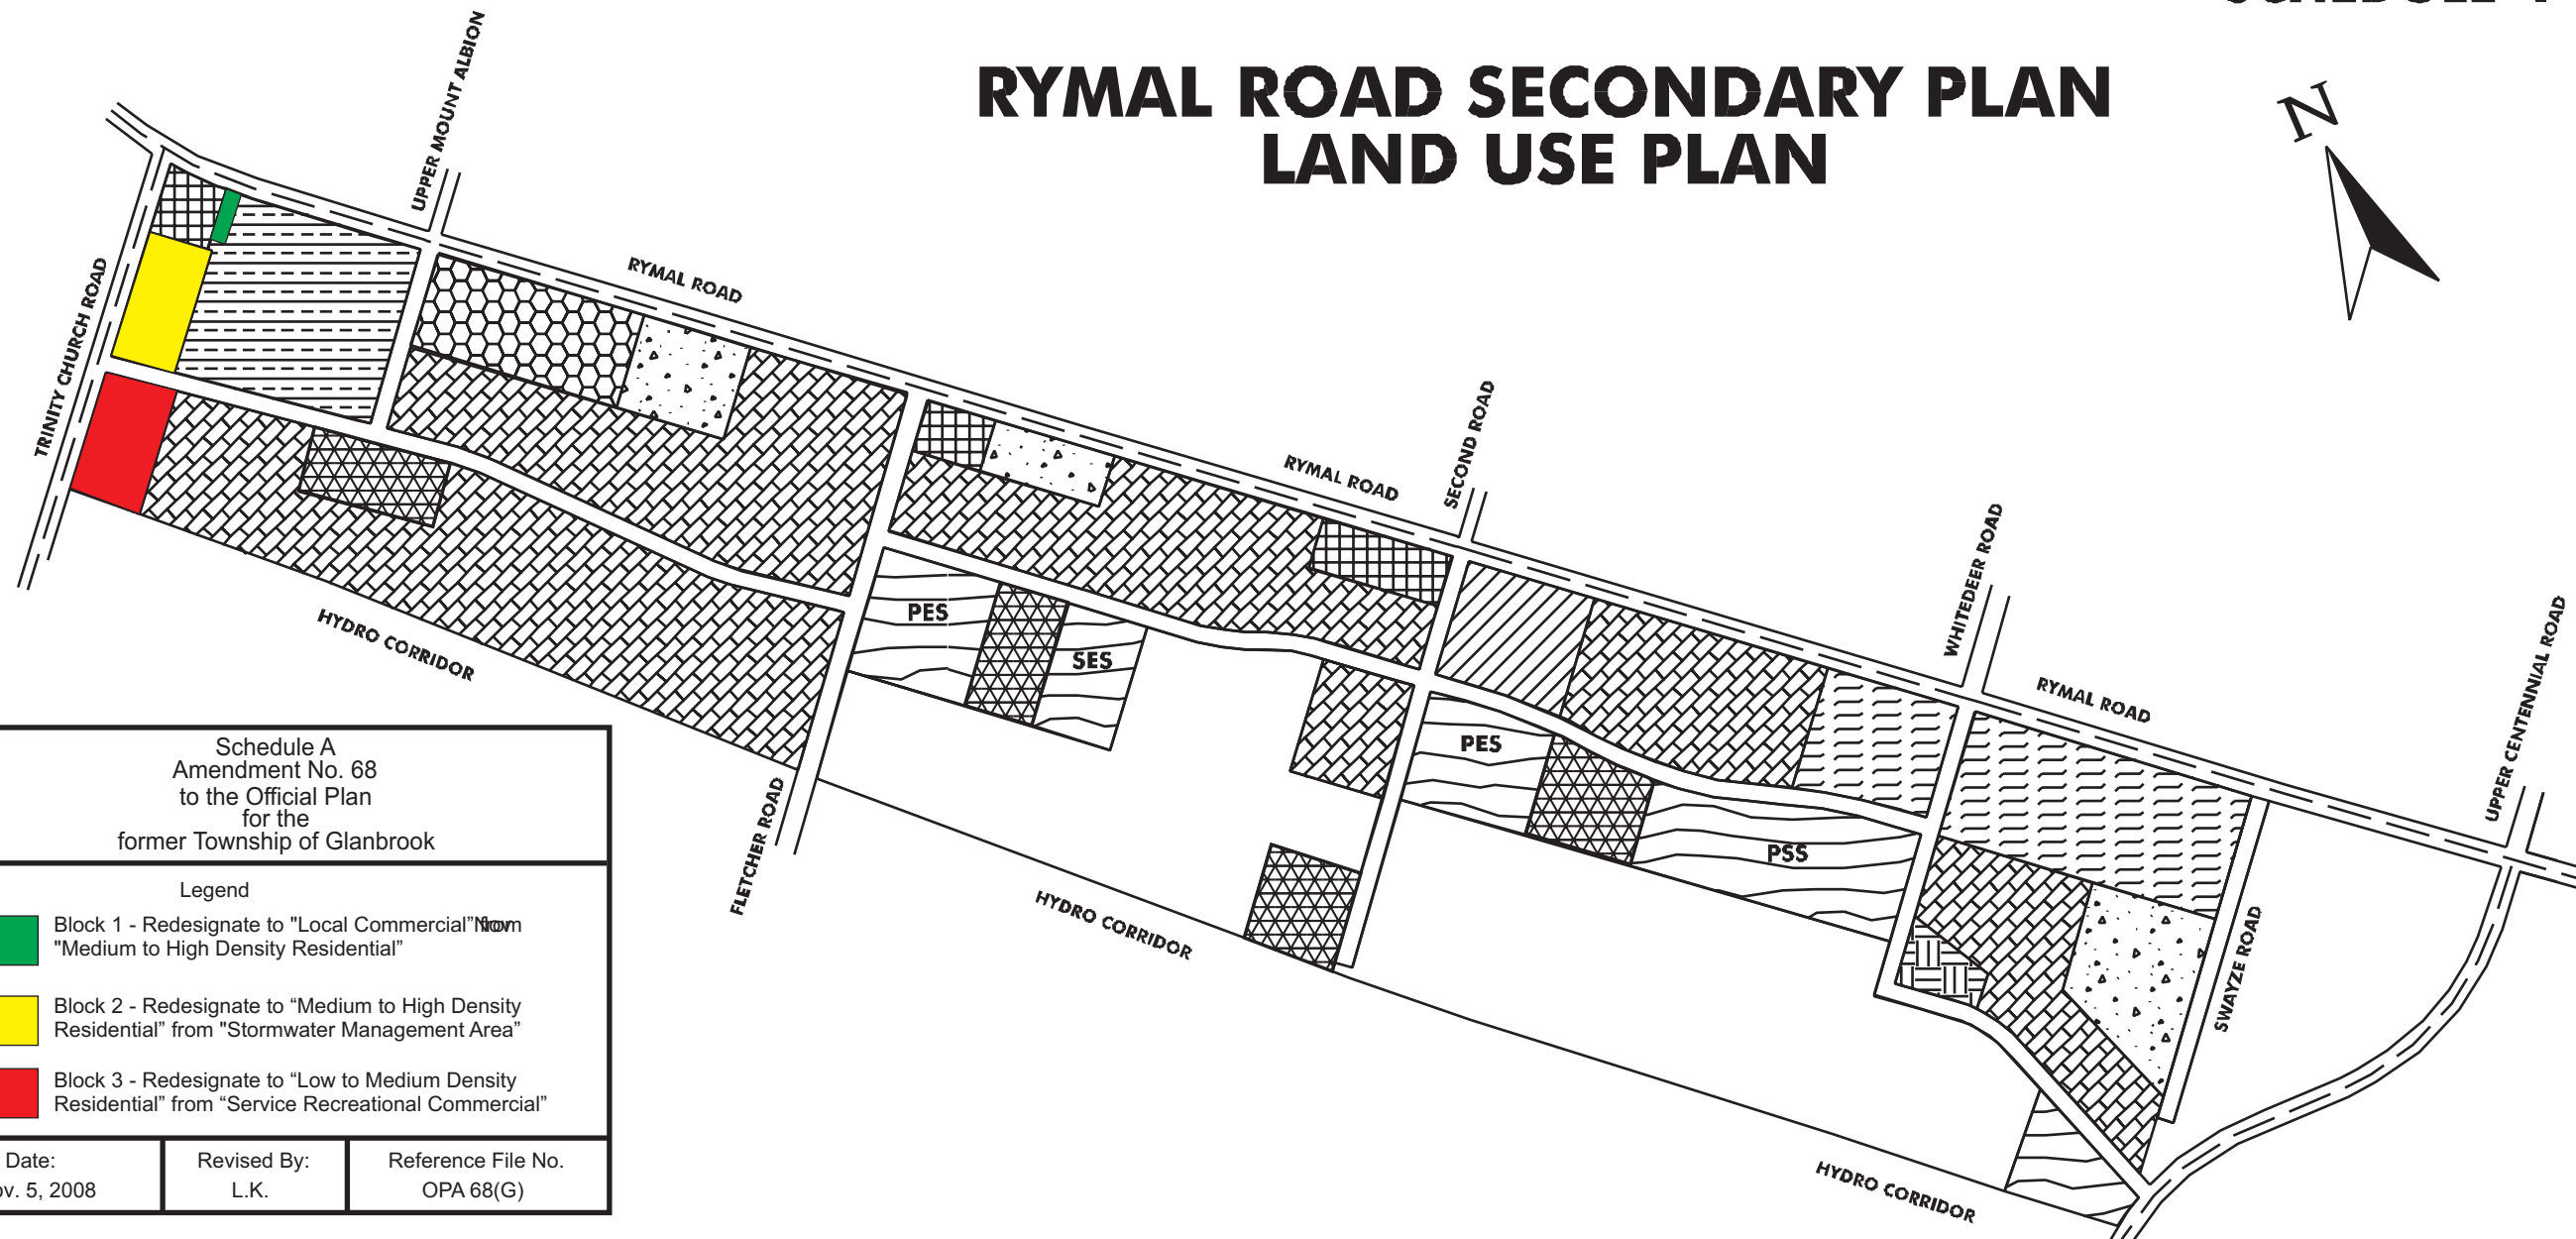 RYMAL ROAD SECONDARY PLAN
LAND USE PLAN
N
UPPER MOUNT ALBION
TRINITY CHURCH ROAD
RYMAL ROAD
RYMAL ROAD
SECOND ROAD
WHITEDEER ROAD
RYMAL ROAD
UPPER CENTENNIAL ROAD
PES
SES
PES
PSS
HYDRO CORRIDOR
FLETCHER ROAD
HYDRO CORRIDOR
SWAYZE ROAD
HYDRO CORRIDOR
Schedule A
Amendment No. 68
to the Official Plan
for the
former Township of Glanbrook
Legend
Block 1 - Redesignate to "Local Commercial” from
"Medium to High Density Residential”
Block 2 - Redesignate to “Medium to High Density
Residential” from "Stormwater Management Area”
Block 3 - Redesignate to “Low to Medium Density
Residential” from “Service Recreational Commercial”
Date:
5, 2008
Revised By:
L.K.
Reference File No.
OPA 68(G)